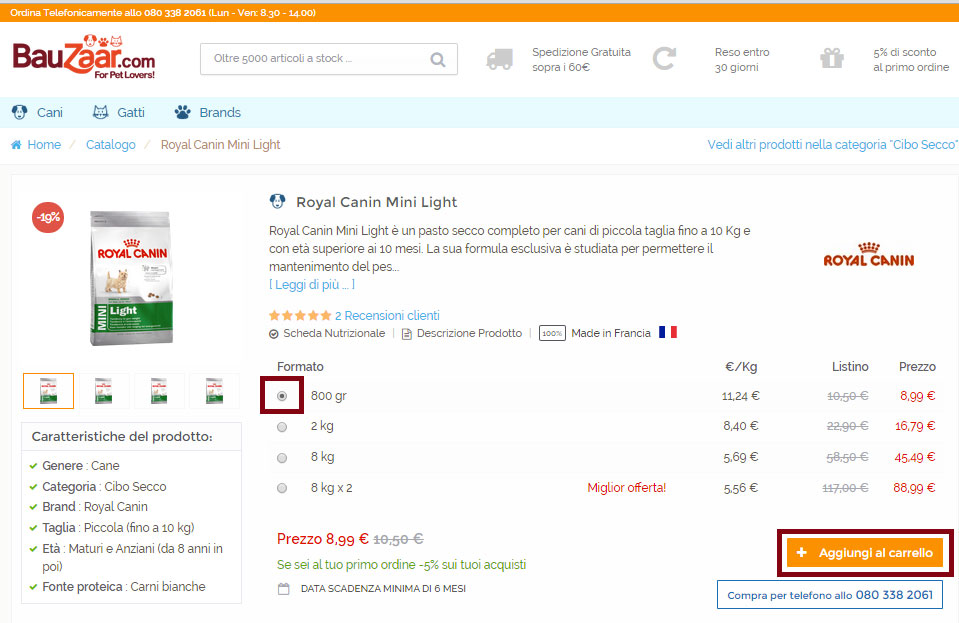 Ordina Telefonicamente allo 080 338 2061 (Lun - Ven: 8.30 - 14.00)
BauZaar.com
For Pet Lovers!
Oltre 5000 articoli a stock ...
Spedizione Gratuita
sopra i 60€
Reso entro
30 giorni
5% di sconto
al primo ordine
Cani
Gatti
Brands
Home / Catalogo / Royal Canin Mini Light
Vedi altri prodotti nella categoria "Cibo Secco"
-19%
ROYAL CANIN
MINI
Light
Royal Canin Mini Light
Royal Canin Mini Light è un pasto secco completo per cani di piccola taglia fino a 10 Kg e
con età superiore ai 10 mesi. La sua formula esclusiva è studiata per permettere il
mantenimento del pes...
[ Leggi di più ... ]
ROYAL CANIN
2 Recensioni clienti
Scheda Nutrizionale | Descrizione Prodotto | 100% Made in Francia
Formato €/Kg Listino Prezzo
800 gr 11,24 € 10,50 € 8,99 €
2 kg 8,40 € 22,90 € 16,79 €
8 kg 5,69 € 58,50 € 45,49 €
8 kg x 2 Miglior offerta! 5,56 € 117,00 € 88,99 €
Caratteristiche del prodotto:
Genere : Cane
Categoria : Cibo Secco
Brand : Royal Canin
Taglia : Piccola (fino a 10 kg)
Età : Maturi e Anziani (da 8 anni in
poi)
Fonte proteica : Carni bianche
Prezzo 8,99 € 10,50 €
Se sei al tuo primo ordine -5% sui tuoi acquisti
DATA SCADENZA MINIMA DI 6 MESI
+ Aggiungi al carrello
Compra per telefono allo 080 338 2061